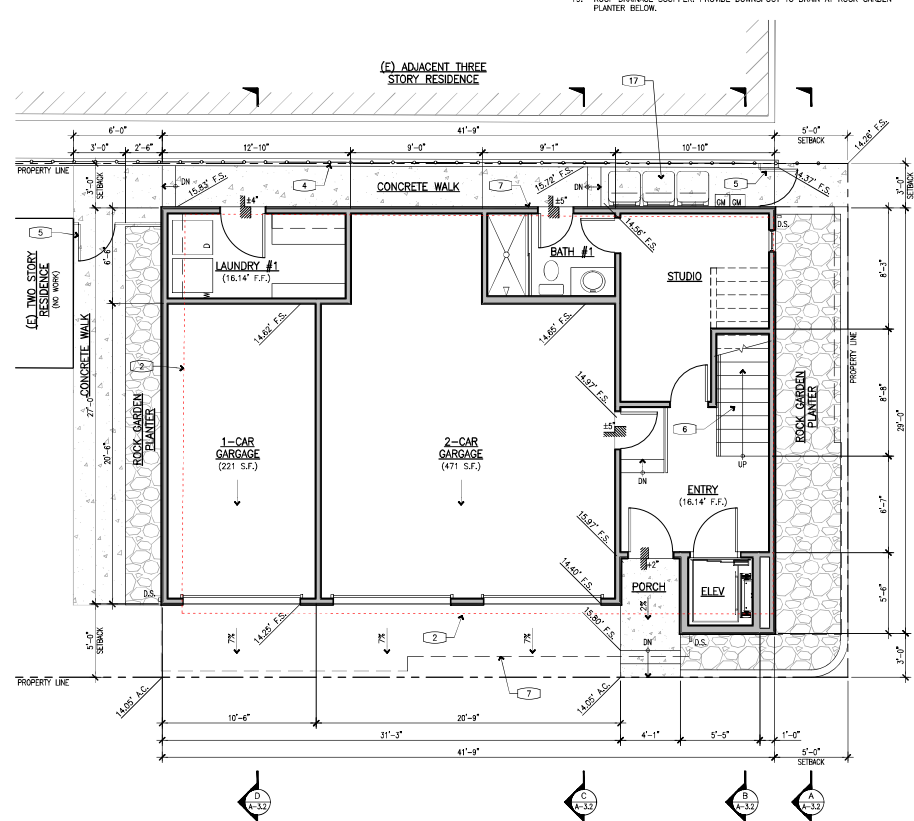 PLANTER BELOW.
(E) ADJACENT THREE
STORY RESIDENCE
17
6'-0"
41'-9"
5'-0"
SETBACK
14.26' F.S.
3'-0"
2'-6"
12'-10"
9'-0"
9'-1"
10'-10"
PROPERTY LINE
3'-0"
SETBACK
DN
15.83' F.S.
4
CONCRETE WALK
7
15.72' F.S.
DN
5
14.37'
3'-0"
SETBACK
±4"
±5"
GM
GM
D.S.
14.56' F.S.
5
D
LAUNDRY #1
(16.14' F.F.)
BATH #1
STUDIO
6'-6"
8'-3"
(E) TWO STORY
RESIDENCE
(NO WORK)
CONCRETE WALK
14.62' F.S.
14.65' F.S.
PROPERTY LINE
2
14.97' F.S.
8'-8"
27'-0"
ROCK GARDEN
PLANTER
ROCK GARDEN
PLANTER
29'-0"
20'-6"
1-CAR
GARGAGE
(221 S.F.)
2-CAR
GARGAGE
(471 S.F.)
±5"
6
UP
DN
ENTRY
(16.14' F.F.)
6'-7"
15.97' F.S.
14.40' F.S.
+2"
PORCH
ELEV
5'-6"
D.S.
2%
5'-0"
SETBACK
7%
14.25' F.S.
7%
2
7%
15.80' F.S.
DN
D.S.
3'-0"
PROPERTY LINE
14.05' A.C.
7
14.05' A.C.
10'-6"
20'-9"
31'-3"
4'-1"
5'-5"
1'-0"
41'-9"
5'-0"
SETBACK
D
A-3.2
C
A-3.2
B
A-3.2
A
A-3.2